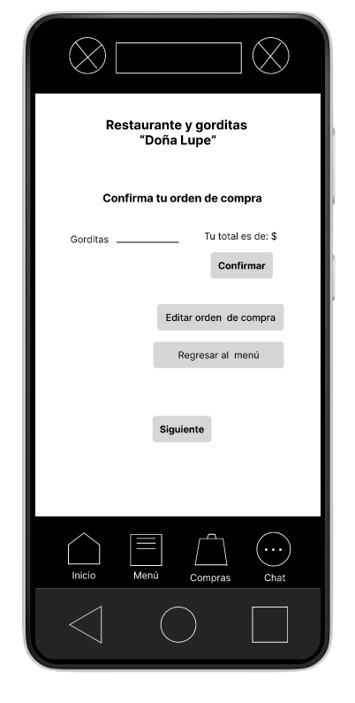 Restaurante y gorditas
“Doña Lupe”
Confirma tu orden de compra
Gorditas Tu total es de: $
Confirmar
Editar orden de compra
Regresar al menú
Siguiente
Inicio Menú Compras Chat